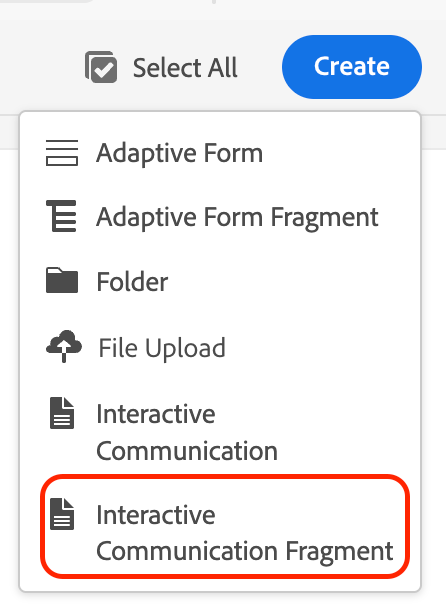 Select All
Create
Adaptive Form
Adaptive Form Fragment
Folder
File Upload
Interactive
Communication
Interactive
Communication Fragment